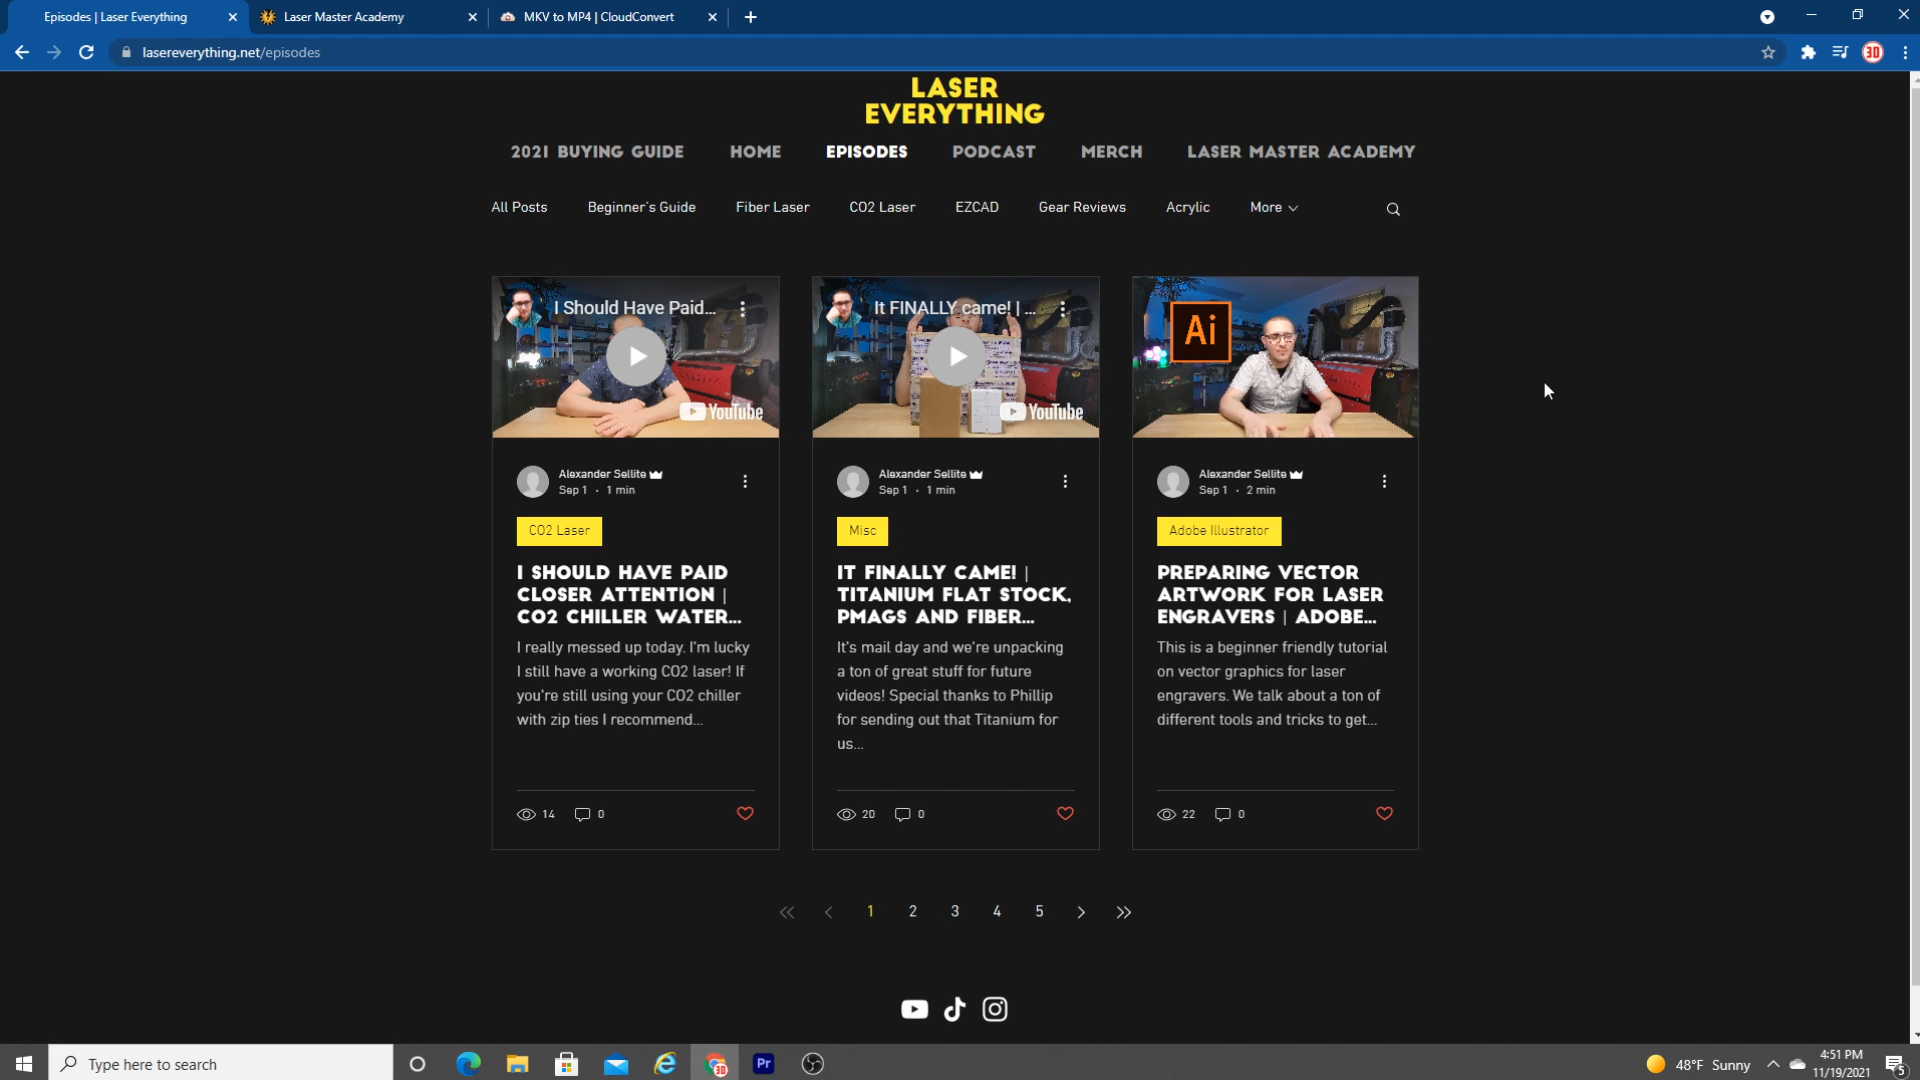 Episodes | Laser Everything
Laser Master Academy
MKV to MP4 | CloudConvert
lasereverything.net/episodes
3D
LASER
EVERYTHING
2021 BUYING GUIDE
HOME
EPISODES
PODCAST
MERCH
LASER MASTER ACADEMY
All Posts
Beginner's Guide
Fiber Laser
CO2 Laser
EZCAD
Gear Reviews
Acrylic
More
I Should Have Paid...
YouTube
Alexander Sellite
Sep 1 · 1 min
CO2 Laser
I SHOULD HAVE PAID
CLOSER ATTENTION |
CO2 CHILLER WATER...
I really messed up today. I'm lucky
I still have a working CO2 laser! If
you're still using your CO2 chiller
with zip ties I recommend...
14
0
It FINALLY came! | ...
YouTube
Alexander Sellite
Sep 1 · 1 min
Misc
IT FINALLY CAME! |
TITANIUM FLAT STOCK,
PMAGS AND FIBER...
It's mail day and we're unpacking
a ton of great stuff for future
videos! Special thanks to Phillip
for sending out that Titanium for
us...
20
0
Ai
Alexander Sellite
Sep 1 · 2 min
Adobe Illustrator
PREPARING VECTOR
ARTWORK FOR LASER
ENGRAVERS | ADOBE...
This is a beginner friendly tutorial
on vector graphics for laser
engravers. We talk about a ton of
different tools and tricks to get...
22
0
1
2
3
4
5
Type here to search
3D
Pr
48°F Sunny
4:51 PM
11/19/2021
5